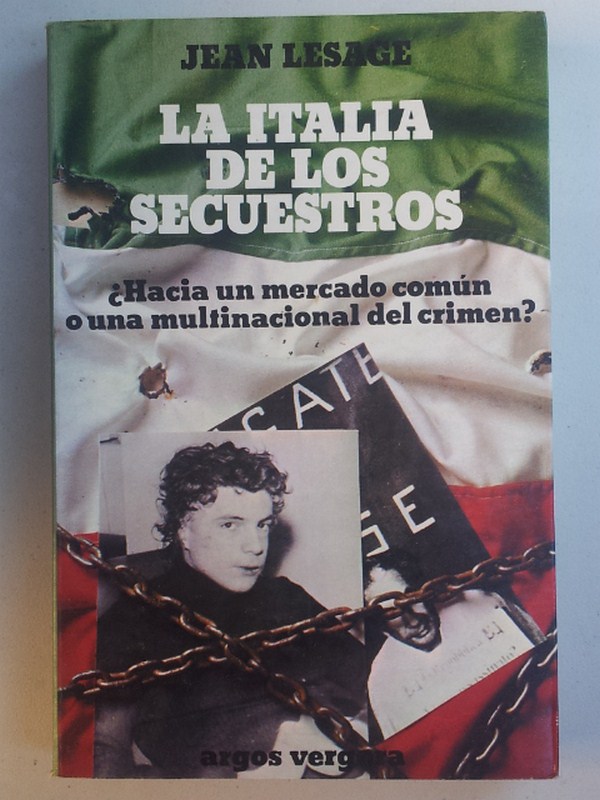 JEAN LESAGE
LA ITALIA
DE LOS
SECUESTROS
¿Hacia un mercado común
o una multinacional del crimen?
argos vergara